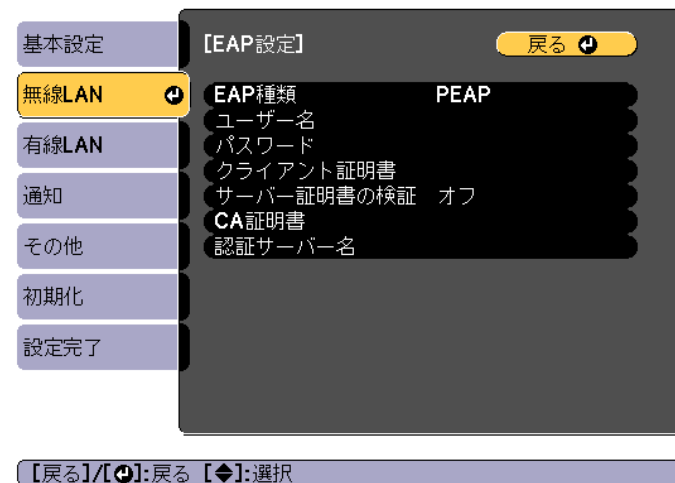 基本設定
無線LAN
有線LAN
通知
その他
初期化
設定完了
[EAP設定]
戻る
EAP種類 PEAP
ユーザー名
パスワード
クライアント証明書
サーバー証明書の検証 オフ
CA証明書
認証サーバー名
[戻る]/[⏎]:戻る [◆]:選択